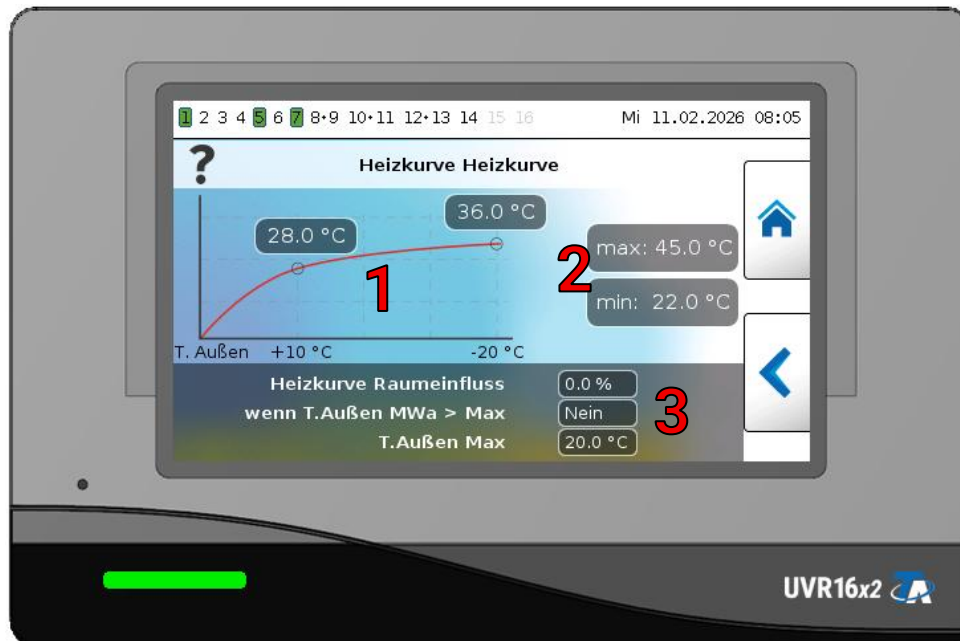 1 2 3 4 5 6 7 8•9 10•11 12•13 14 15 16 Mi 11.02.2026 08:05
? Heizkurve Heizkurve
36.0 °C
28.0 °C
max: 45.0 °C
1
2
min: 22.0 °C
T. Außen +10 °C -20 °C
Heizkurve Raumeinfluss 0.0 %
wenn T.Außen MWa > Max Nein
3
T.Außen Max 20.0 °C
UVR16x2 TA